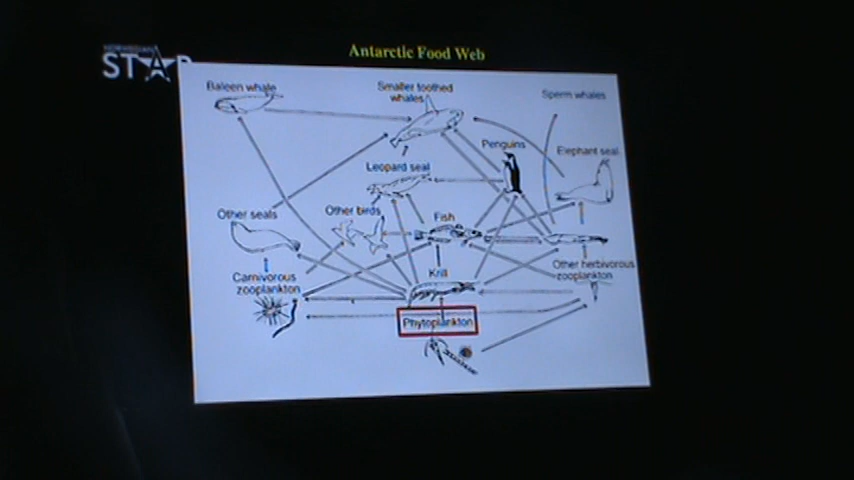 Antarctic Food Web
NORWEGIAN
STAR
Baleen whale
Smaller toothed
whales
Sperm whales
Penguins
Elephant seal
Leopard seal
Other seals
Other birds
Fish
Carnivorous
zooplankton
Krill
Other herbivorous
zooplankton
Phytoplankton